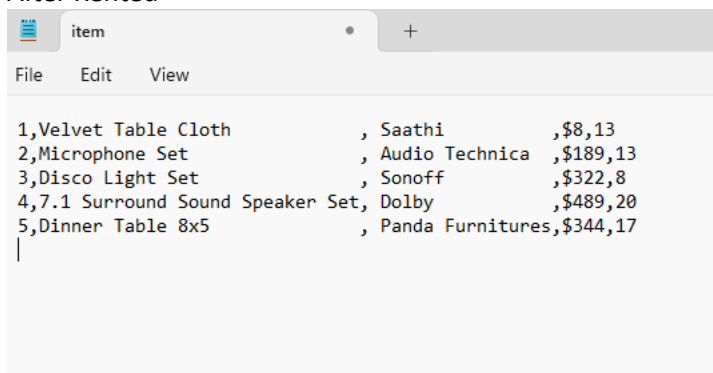 item
File Edit View
1,Velvet Table Cloth , Saathi ,$8,13
2,Microphone Set , Audio Technica ,$189,13
3,Disco Light Set , Sonoff ,$322,8
4,7.1 Surround Sound Speaker Set, Dolby ,$489,20
5,Dinner Table 8x5 , Panda Furnitures,$344,17